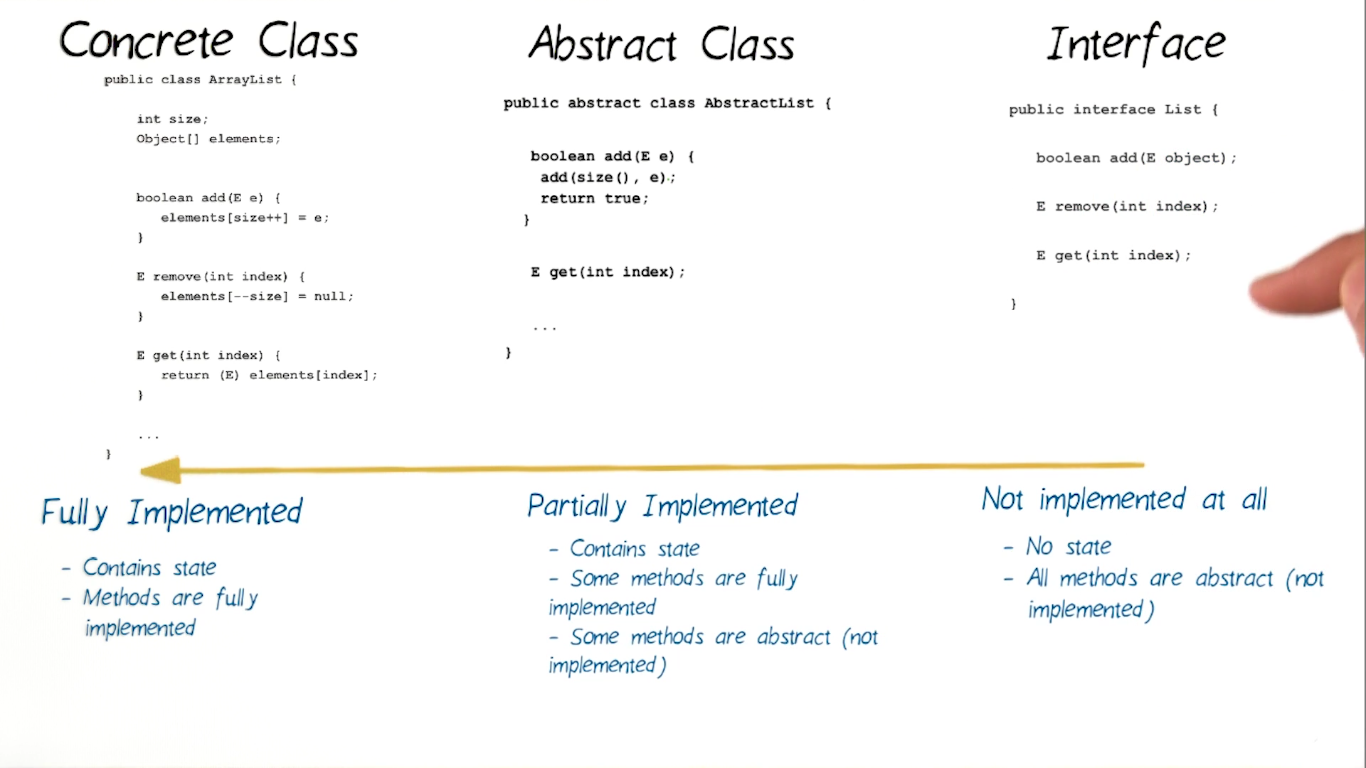 Concrete Class
public class ArrayList {
int size;
Object[] elements;
boolean add(E e) {
elements[size++] = e;
}
E remove(int index) {
elements[--size] = null;
}
E get(int index) {
return (E) elements[index];
}
...
}
Fully Implemented
- Contains state
- Methods are fully
implemented
Abstract Class
public abstract class AbstractList {
boolean add(E e) {
add(size(), e);
return true;
}
E get(int index);
...
}
Partially Implemented
- Contains state
- Some methods are fully
implemented
- Some methods are abstract (not
implemented)
Interface
public interface List {
boolean add(E object);
E remove(int index);
E get(int index);
}
Not implemented at all
- No state
- All methods are abstract (not
implemented)